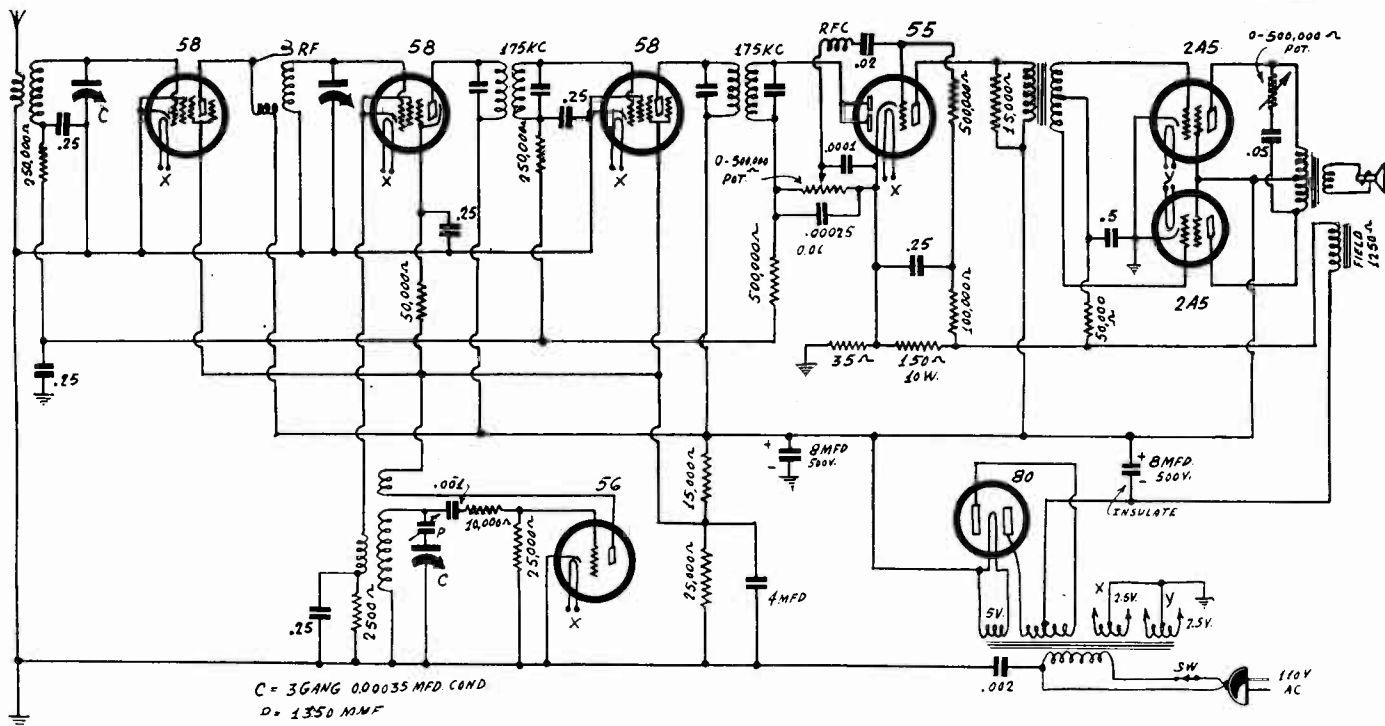 58
3 RF
58
175KC
58
175KC
RFC
.02
55
2A5
0-500,000 Ω
POT.
C
.25
250,000Ω
X
X
.25
250,000Ω
.25
X
0-500,000
Ω
POT.
.0001
X
500,000Ω
15,000Ω
.05
Y
.00025
0.01
500,000Ω
.25
.5
50,000Ω
100,000Ω
2A5
50,000
Ω
FIELD
1250Ω
.25
35Ω
150Ω
10W.
+
8MFD
-
500V.
80
+
8MFD.
-
500V.
INSULATE
.001
10,000Ω
56
15,000Ω
P
C
25,000Ω
25,000Ω
4MFD
X
2500Ω
.25
5V.
X
2.5V.
Y
2.5V.
.002
SW
110V
AC
C = 3 GANG 0.00035 MFD. COND
P = 1350 MMF